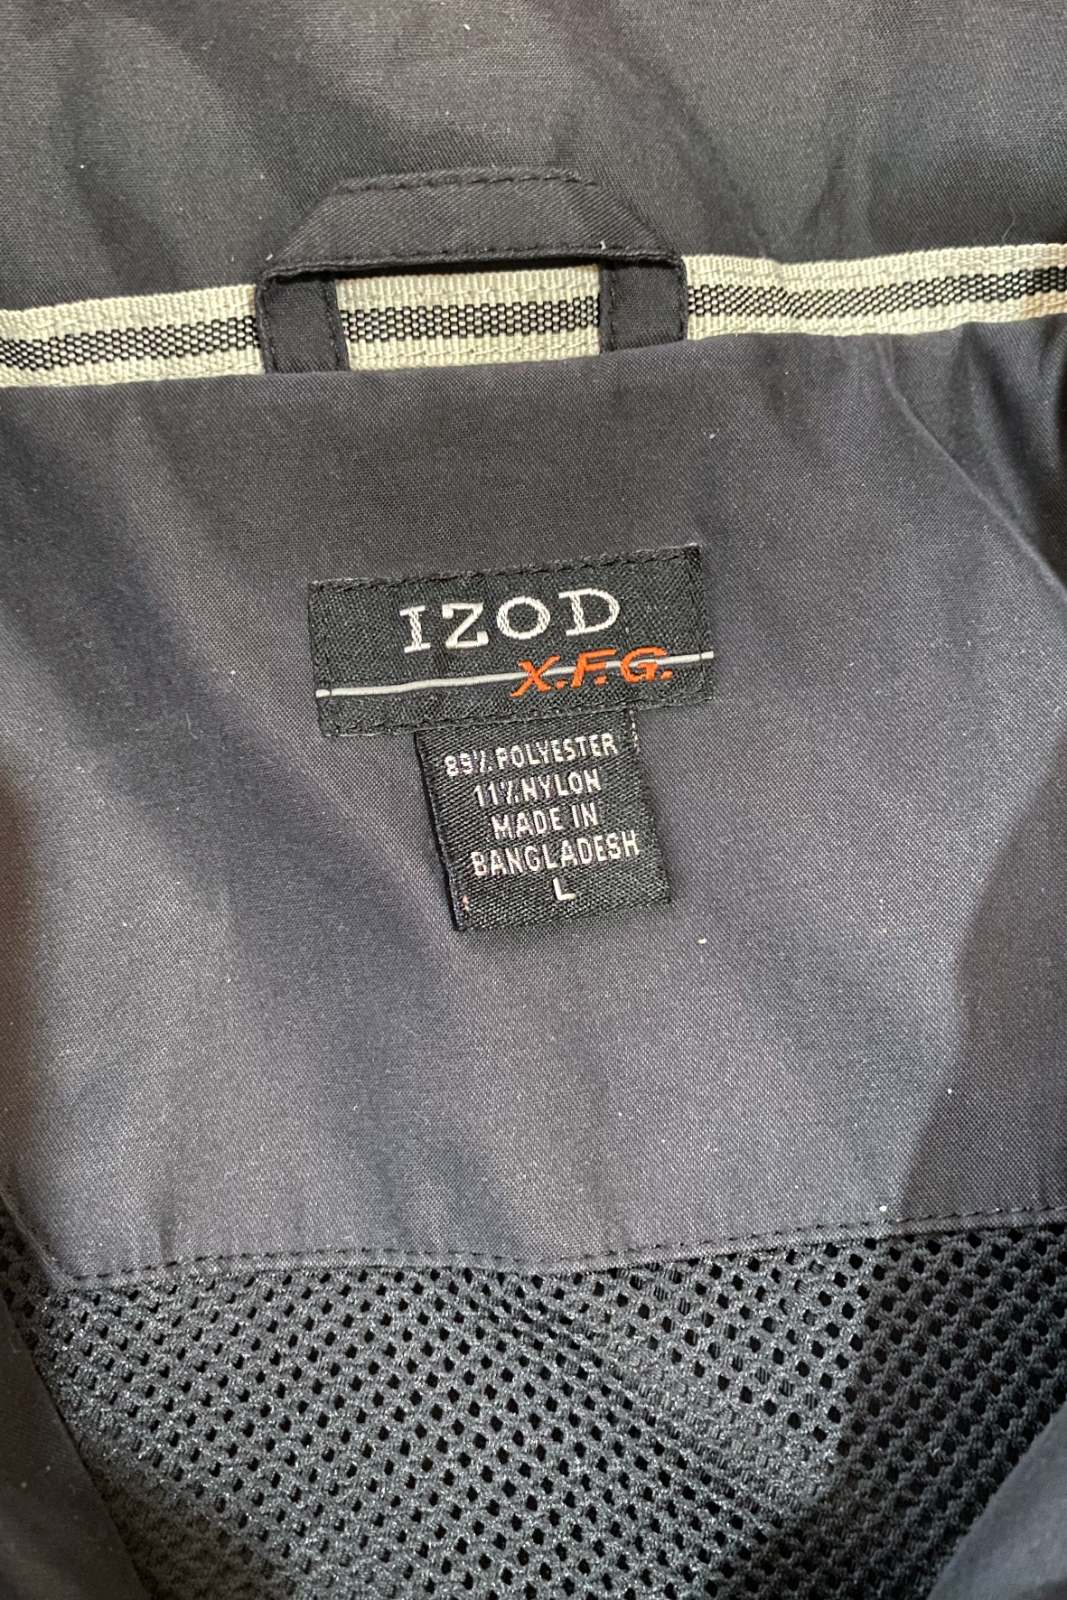 IZOD
X.F.G.
89% POLYESTER
11% NYLON
MADE IN
BANGLADESH
L